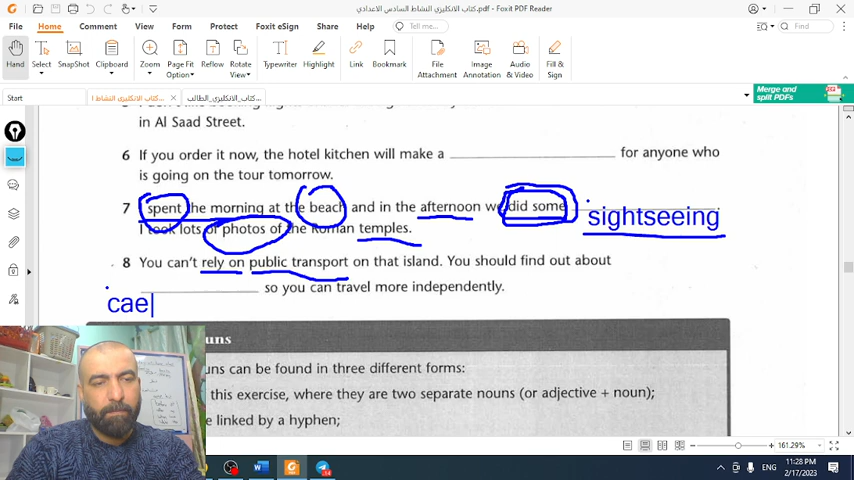 كتاب الانكليزي النشاط السادس الاعدادي.pdf - Foxit PDF Reader
File Home Comment View Form Protect Foxit eSign Share Help Tell me... Find
Hand Select SnapShot Clipboard Zoom Page Fit Option Reflow Rotate View Typewriter Highlight Link Bookmark File Attachment Image Annotation Audio & Video Fill & Sign
Start كتاب الانكليزي النشاط ا... كتاب_الانكليزي_الطالب... Merge and split PDFs
in Al Saad Street.
6 If you order it now, the hotel kitchen will make a ____ for anyone who
is going on the tour tomorrow.
7 spent the morning at the beach and in the afternoon we did some ____.
sightseeing
I took lots of photos of the Roman temples.
8 You can't rely on public transport on that island. You should find out about
____ so you can travel more independently.
cae
uns
uns can be found in three different forms:
this exercise, where they are two separate nouns (or adjective + noun);
e linked by a hyphen;
161.29%
ENG 11:28 PM
2/17/2023